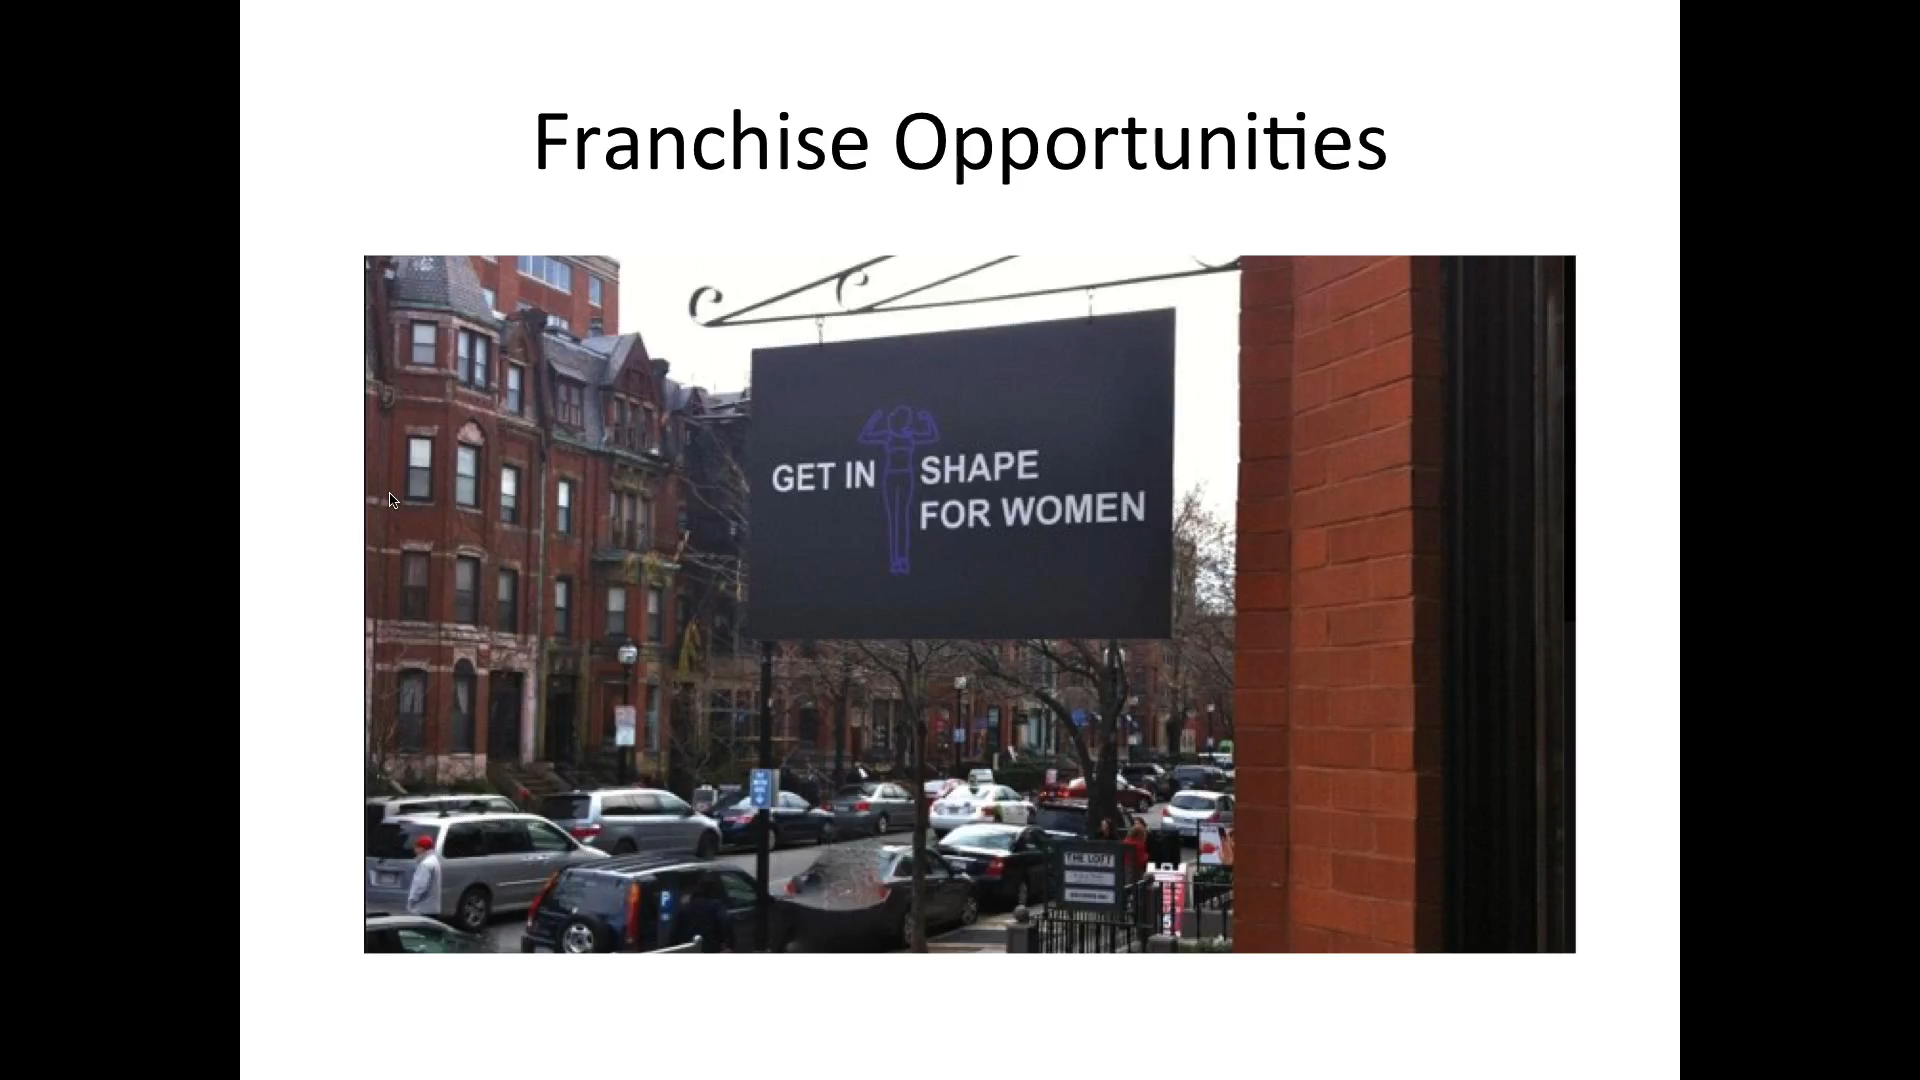 Franchise Opportunities
GET IN SHAPE
FOR WOMEN
THE LOFT
P